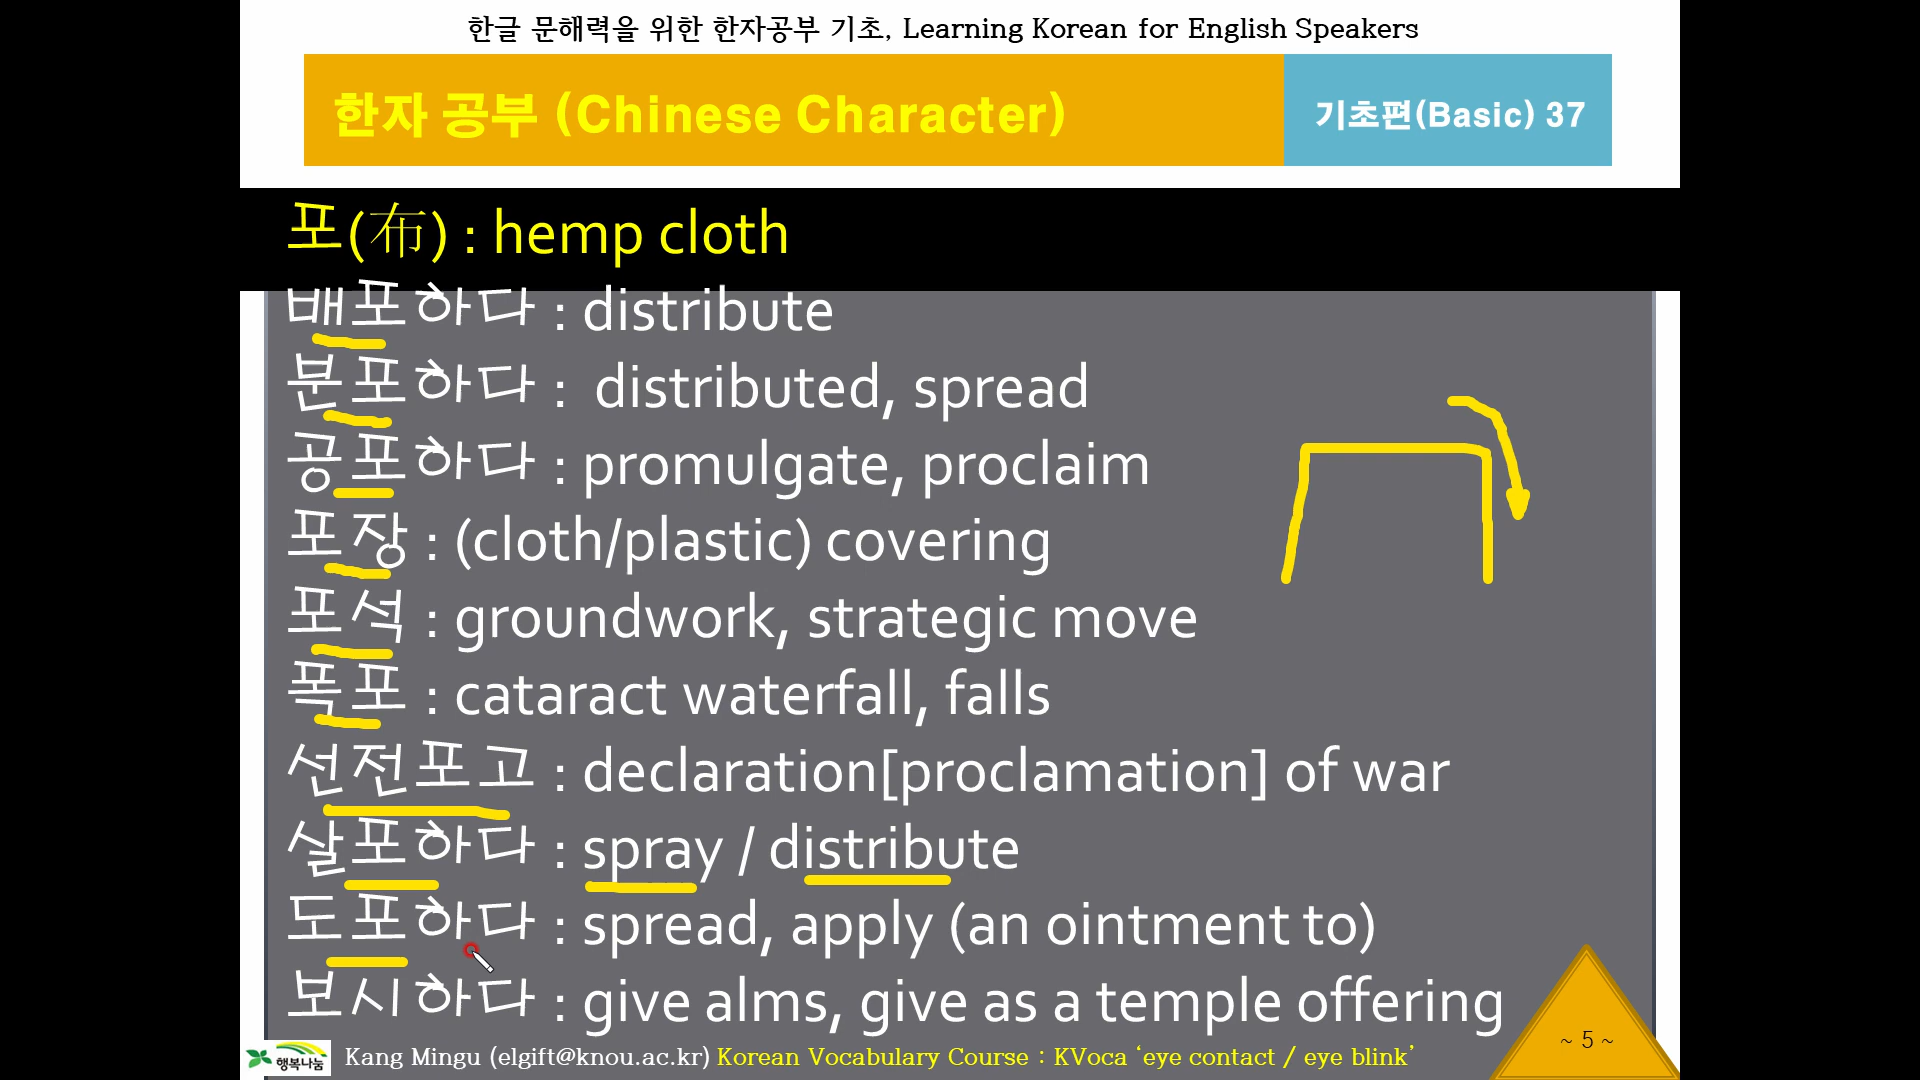 한글 문해력을 위한 한자공부 기초, Learning Korean for English Speakers
한자 공부 (Chinese Character)
기초편(Basic) 37
포(布) : hemp cloth
배포하다 : distribute
분포하다 : distributed, spread
공포하다 : promulgate, proclaim
포장 : (cloth/plastic) covering
포석 : groundwork, strategic move
폭포 : cataract waterfall, falls
선전포고 : declaration[proclamation] of war
살포하다 : spray / distribute
도포하다 : spread, apply (an ointment to)
보시하다 : give alms, give as a temple offering
~ 5 ~
행복나눔
Kang Mingu (elgift@knou.ac.kr) Korean Vocabulary Course : KVoca ‘eye contact / eye blink’